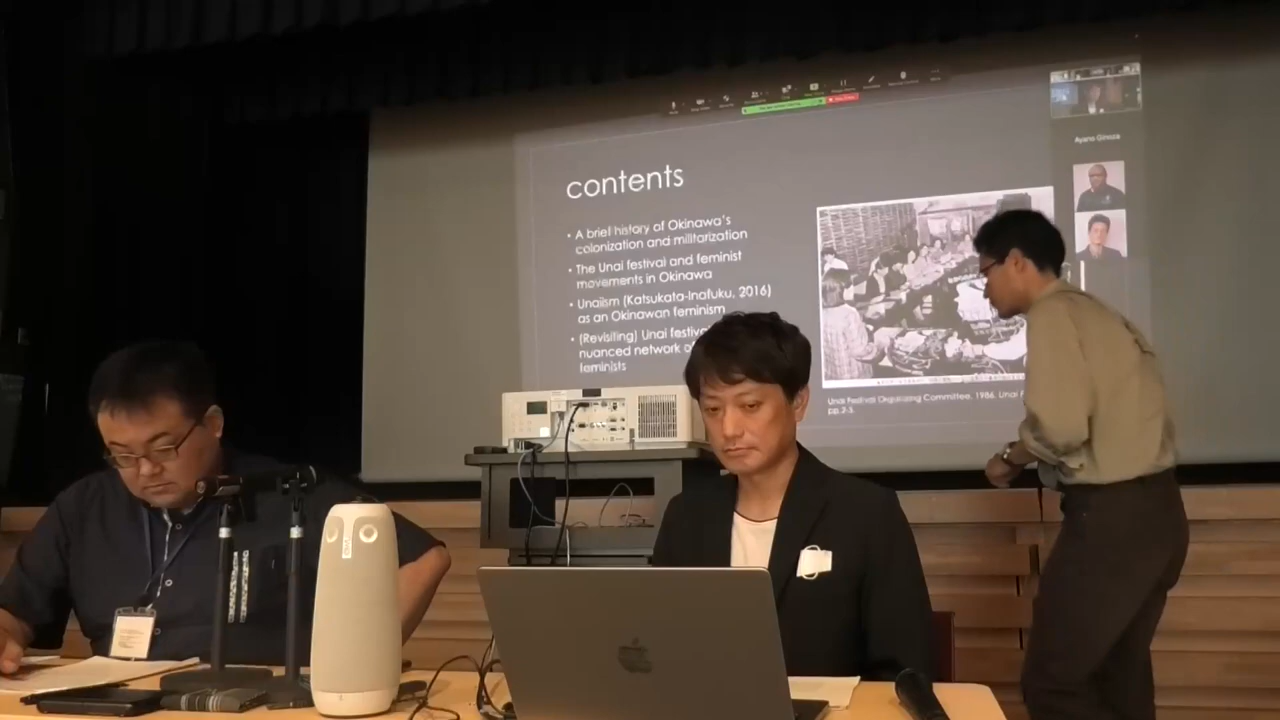 Ayano Ginoza
contents
• A brief history of Okinawa's
colonization and militarization
• The Unai festival and feminist
movements in Okinawa
• Unaiism (Katsukata-Inafuku, 2016)
as an Okinawan feminism
• (Revisiting) Unai festival
nuanced network of
feminists
Unai Festival Organizing Committee. 1986. Unai
pp 2-3.